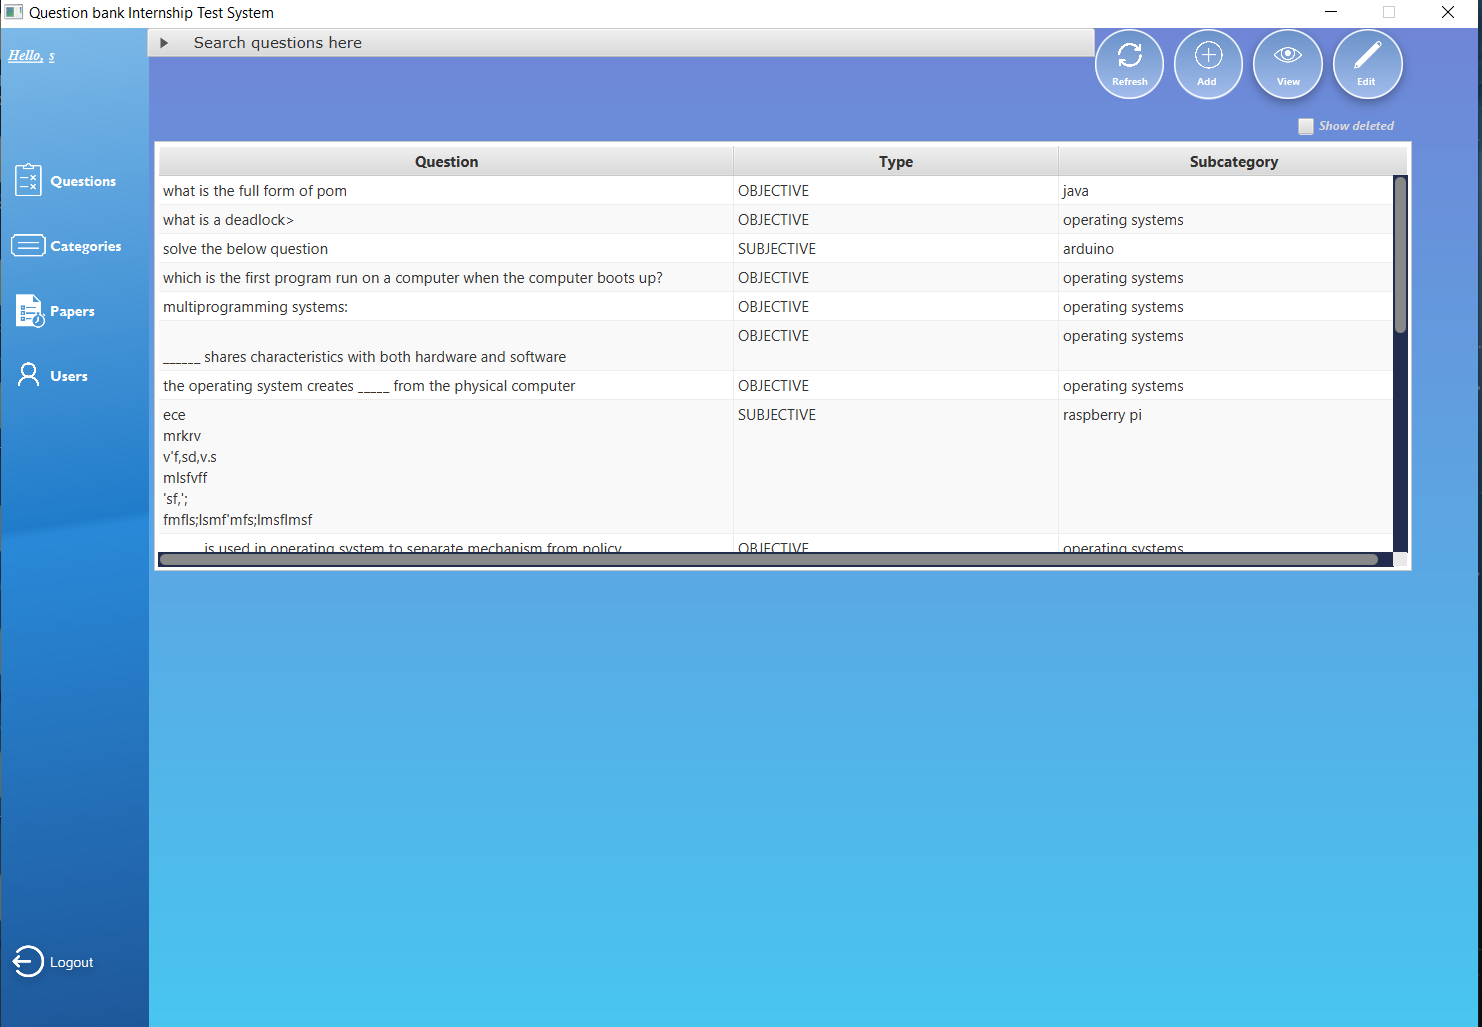 Question bank Internship Test System
Hello, s
Search questions here
Refresh
Add
View
Edit
Show deleted
Questions
Categories
Papers
Users
Logout
Question Type Subcategory
what is the full form of pom OBJECTIVE java
what is a deadlock> OBJECTIVE operating systems
solve the below question SUBJECTIVE arduino
which is the first program run on a computer when the computer boots up? OBJECTIVE operating systems
multiprogramming systems: OBJECTIVE operating systems
OBJECTIVE operating systems
______ shares characteristics with both hardware and software
the operating system creates _____ from the physical computer OBJECTIVE operating systems
ece SUBJECTIVE raspberry pi
mrkrv
v'f,sd,v.s
mlsfvff
'sf,';
fmfls;lsmf'mfs;lmsflmsf
is used in operating system to separate mechanism from policy OBJECTIVE operating systems